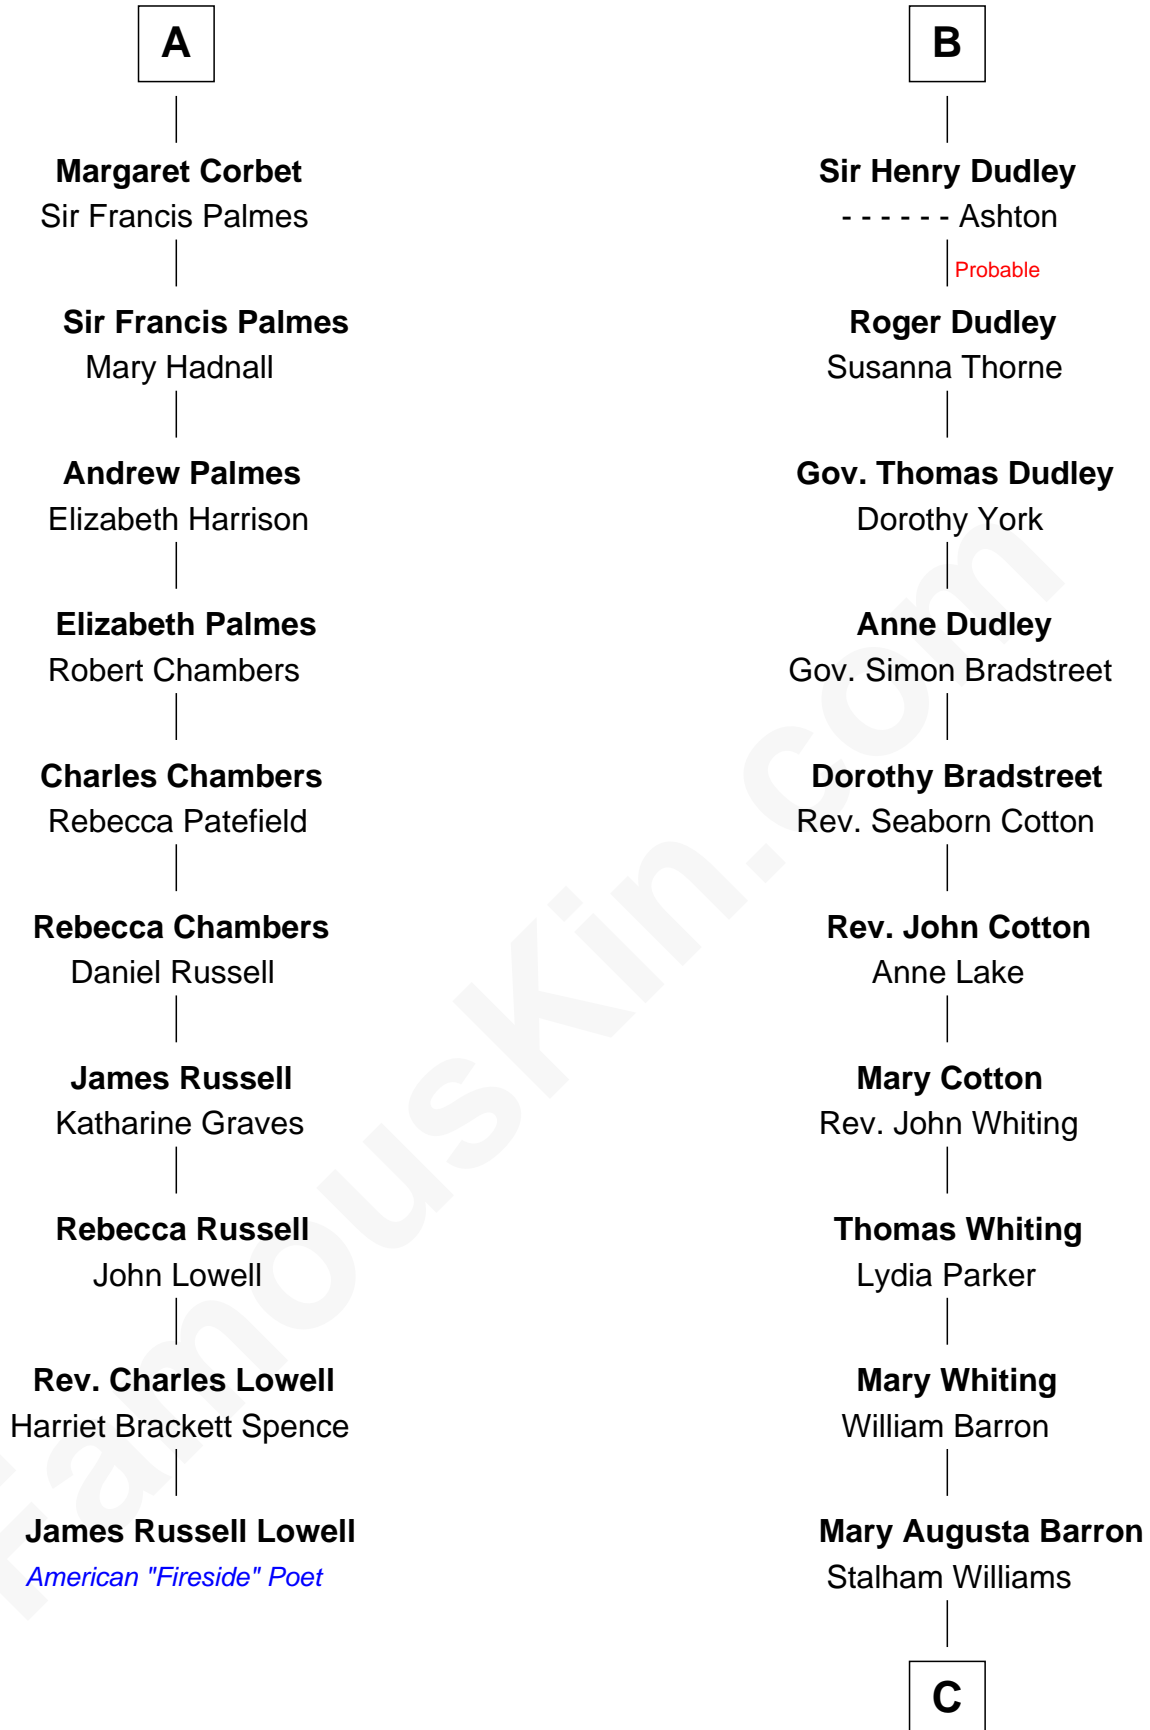 A
Margaret Corbet
Sir Francis Palmes
Sir Francis Palmes
Mary Hadnall
Andrew Palmes
Elizabeth Harrison
Elizabeth Palmes
Robert Chambers
Charles Chambers
Rebecca Patefield
Rebecca Chambers
Daniel Russell
James Russell
Katharine Graves
Rebecca Russell
John Lowell
Rev. Charles Lowell
Harriet Brackett Spence
James Russell Lowell
American "Fireside" Poet
B
Sir Henry Dudley
- - - - - - Ashton
Probable
Roger Dudley
Susanna Thorne
Gov. Thomas Dudley
Dorothy York
Anne Dudley
Gov. Simon Bradstreet
Dorothy Bradstreet
Rev. Seaborn Cotton
Rev. John Cotton
Anne Lake
Mary Cotton
Rev. John Whiting
Thomas Whiting
Lydia Parker
Mary Whiting
William Barron
Mary Augusta Barron
Stalham Williams
C
FamousKin.com